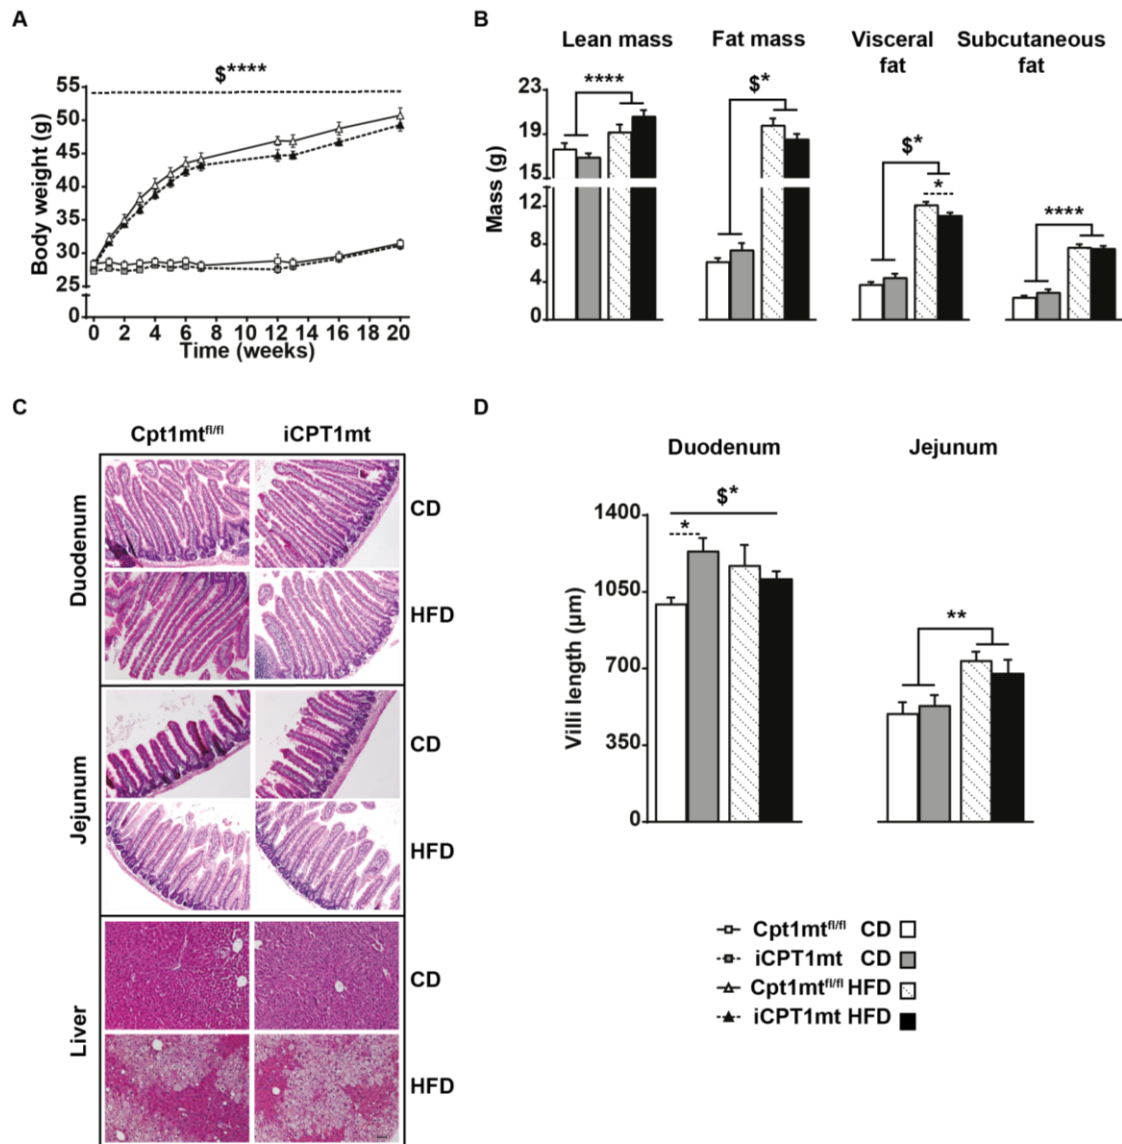 A
$****
Body weight (g)
55
50
45
40
35
30
25
0
0 2 4 6 8 10 12 14 16 18 20
Time (weeks)
B
Lean mass
Fat mass
Visceral
fat
Subcutaneous
fat
Mass (g)
23
19
15
12
8
4
0
****
$*
$*
*
****
C
Cpt1mtfl/fl
iCPT1mt
Duodenum
CD
HFD
Jejunum
CD
HFD
Liver
CD
HFD
D
Duodenum
Jejunum
Villi length (µm)
1400
1050
700
350
0
$*
*
**
Cpt1mtfl/fl CD
iCPT1mt CD
Cpt1mtfl/fl HFD
iCPT1mt HFD